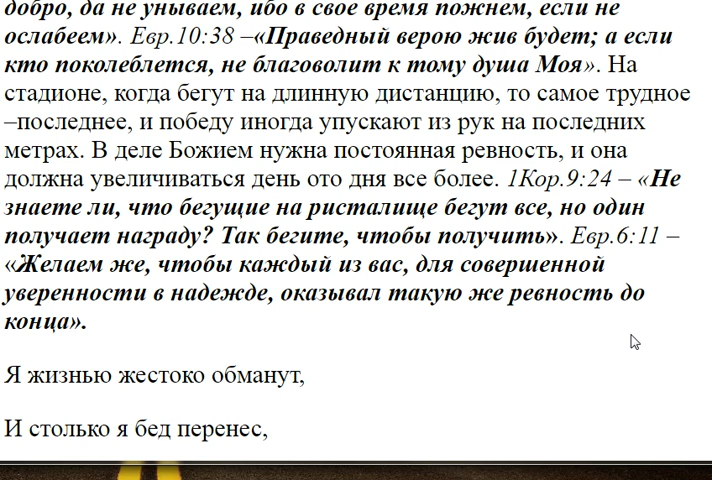 добро, да не унываем, ибо в свое время пожнем, если не
ослабеем». Евр.10:38 –«Праведный верою жив будет; а если
кто поколеблется, не благоволит к тому душа Моя». На
стадионе, когда бегут на длинную дистанцию, то самое трудное
–последнее, и победу иногда упускают из рук на последних
метрах. В деле Божием нужна постоянная ревность, и она
должна увеличиваться день ото дня все более. 1Кор.9:24 – «Не
знаете ли, что бегущие на ристалище бегут все, но один
получает награду? Так бегите, чтобы получить». Евр.6:11 –
«Желаем же, чтобы каждый из вас, для совершенной
уверенности в надежде, оказывал такую же ревность до
конца».
Я жизнью жестоко обманут,
И столько я бед перенес,